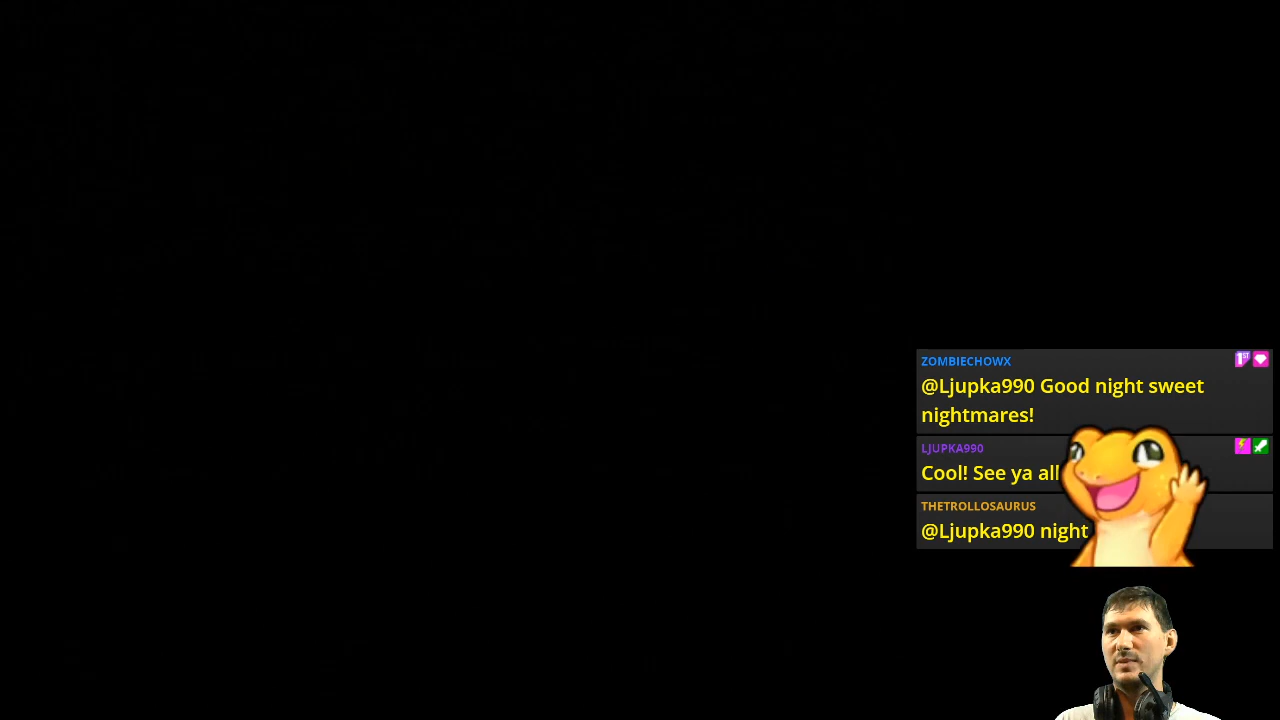 ZOMBIECHOWX
@Ljupka990 Good night sweet
nightmares!
LJUPKA990
Cool! See ya all
THETROLLOSAURUS
@Ljupka990 night